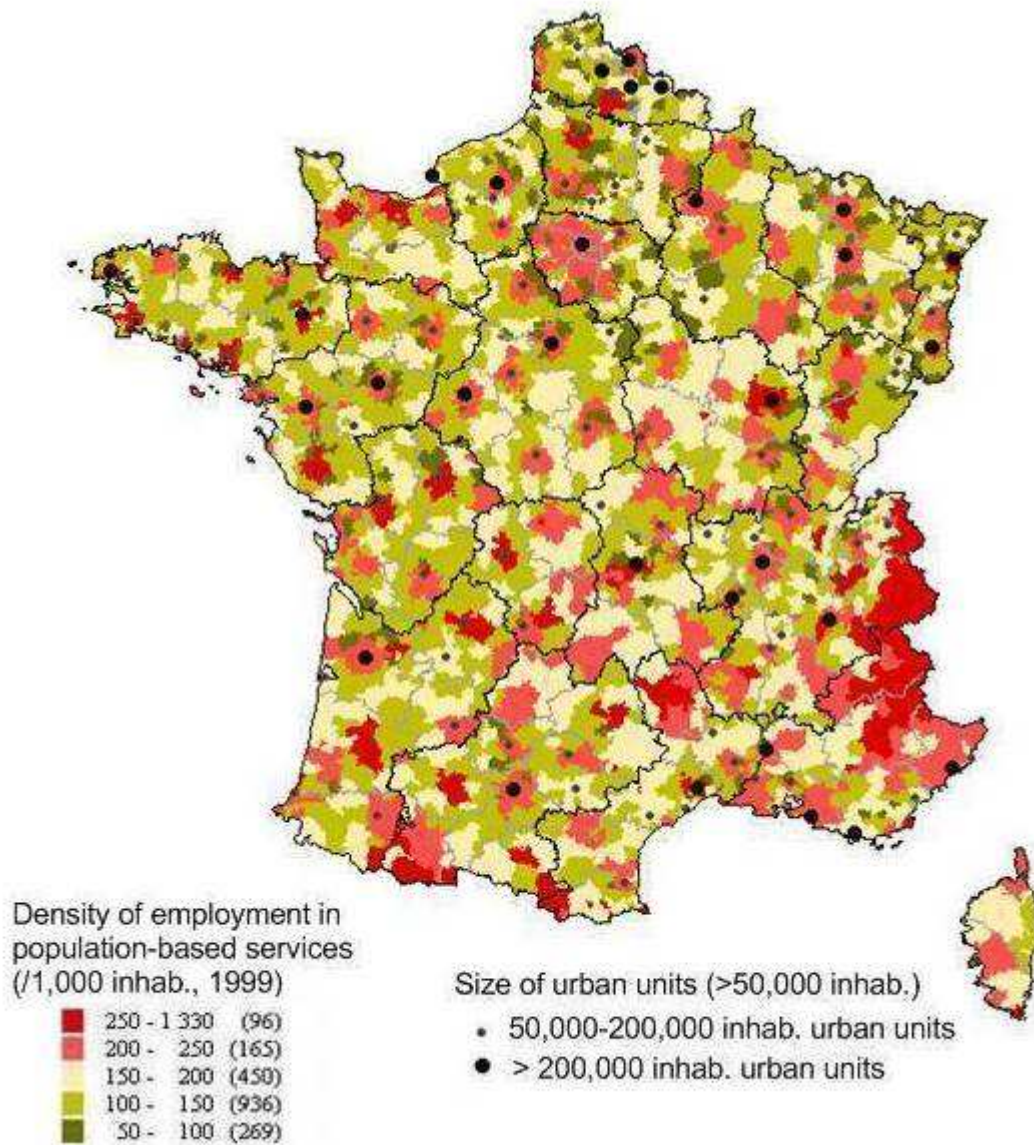 Density of employment in
population-based services
(/1,000 inhab., 1999)
250 - 1 330 (96)
200 - 250 (165)
150 - 200 (450)
100 - 150 (936)
50 - 100 (269)
Size of urban units (>50,000 inhab.)
50,000-200,000 inhab. urban units
> 200,000 inhab. urban units